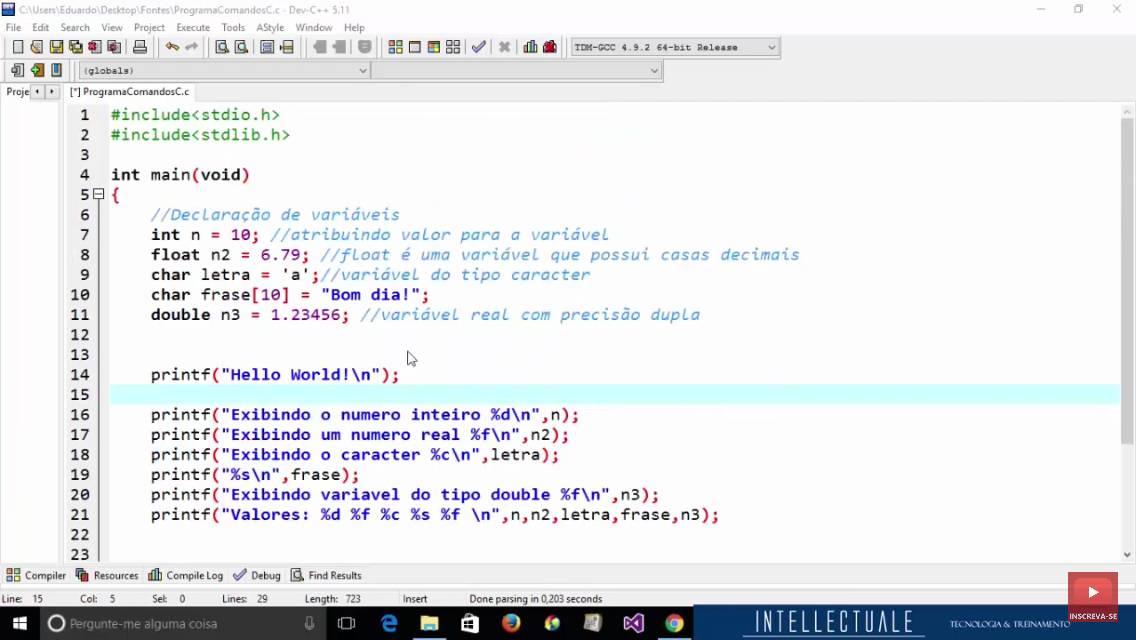 C:\Users\Eduardo\Desktop\Fontes\ProgramaComandosC.c - Dev-C++ 5.11
File Edit Search View Project Execute Tools AStyle Window Help
TDM-GCC 4.9.2 64-bit Release
(globals)
Proje [*] ProgramaComandosC.c
1 #include<stdio.h>
2 #include<stdlib.h>
3
4 int main(void)
5 {
6 //Declaração de variáveis
7 int n = 10; //atribuindo valor para a variável
8 float n2 = 6.79; //float é uma variável que possui casas decimais
9 char letra = 'a';//variável do tipo caracter
10 char frase[10] = "Bom dia!";
11 double n3 = 1.23456; //variável real com precisão dupla
12
13
14 printf("Hello World!\n");
15
16 printf("Exibindo o numero inteiro %d\n",n);
17 printf("Exibindo um numero real %f\n",n2);
18 printf("Exibindo o caracter %c\n",letra);
19 printf("%s\n",frase);
20 printf("Exibindo variavel do tipo double %f\n",n3);
21 printf("Valores: %d %f %c %s %f \n",n,n2,letra,frase,n3);
22
23
Compiler Resources Compile Log Debug Find Results
Line: 15 Col: 5 Sel: 0 Lines: 29 Length: 723 Insert Done parsing in 0,203 seconds
INSCREVA-SE
Pergunte-me alguma coisa
INTELLECTUALE TECNOLOGIA & TREINAMENTO